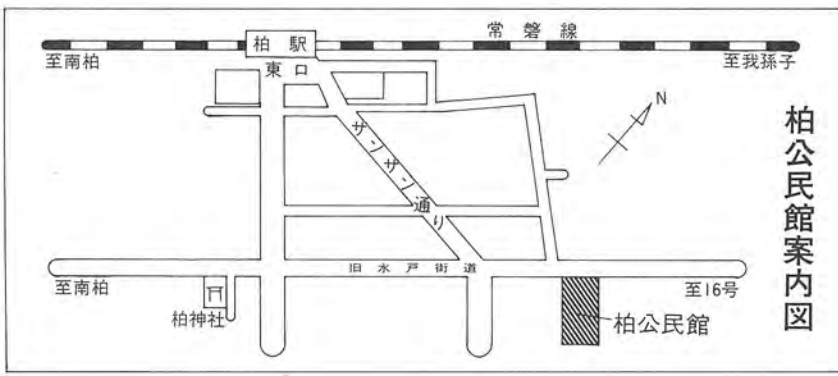 常磐線
柏駅
至南柏
東口
至我孫子
N
サンサン通り
柏公民館案内図
旧水戸街道
至南柏
至16号
柏神社
柏公民館